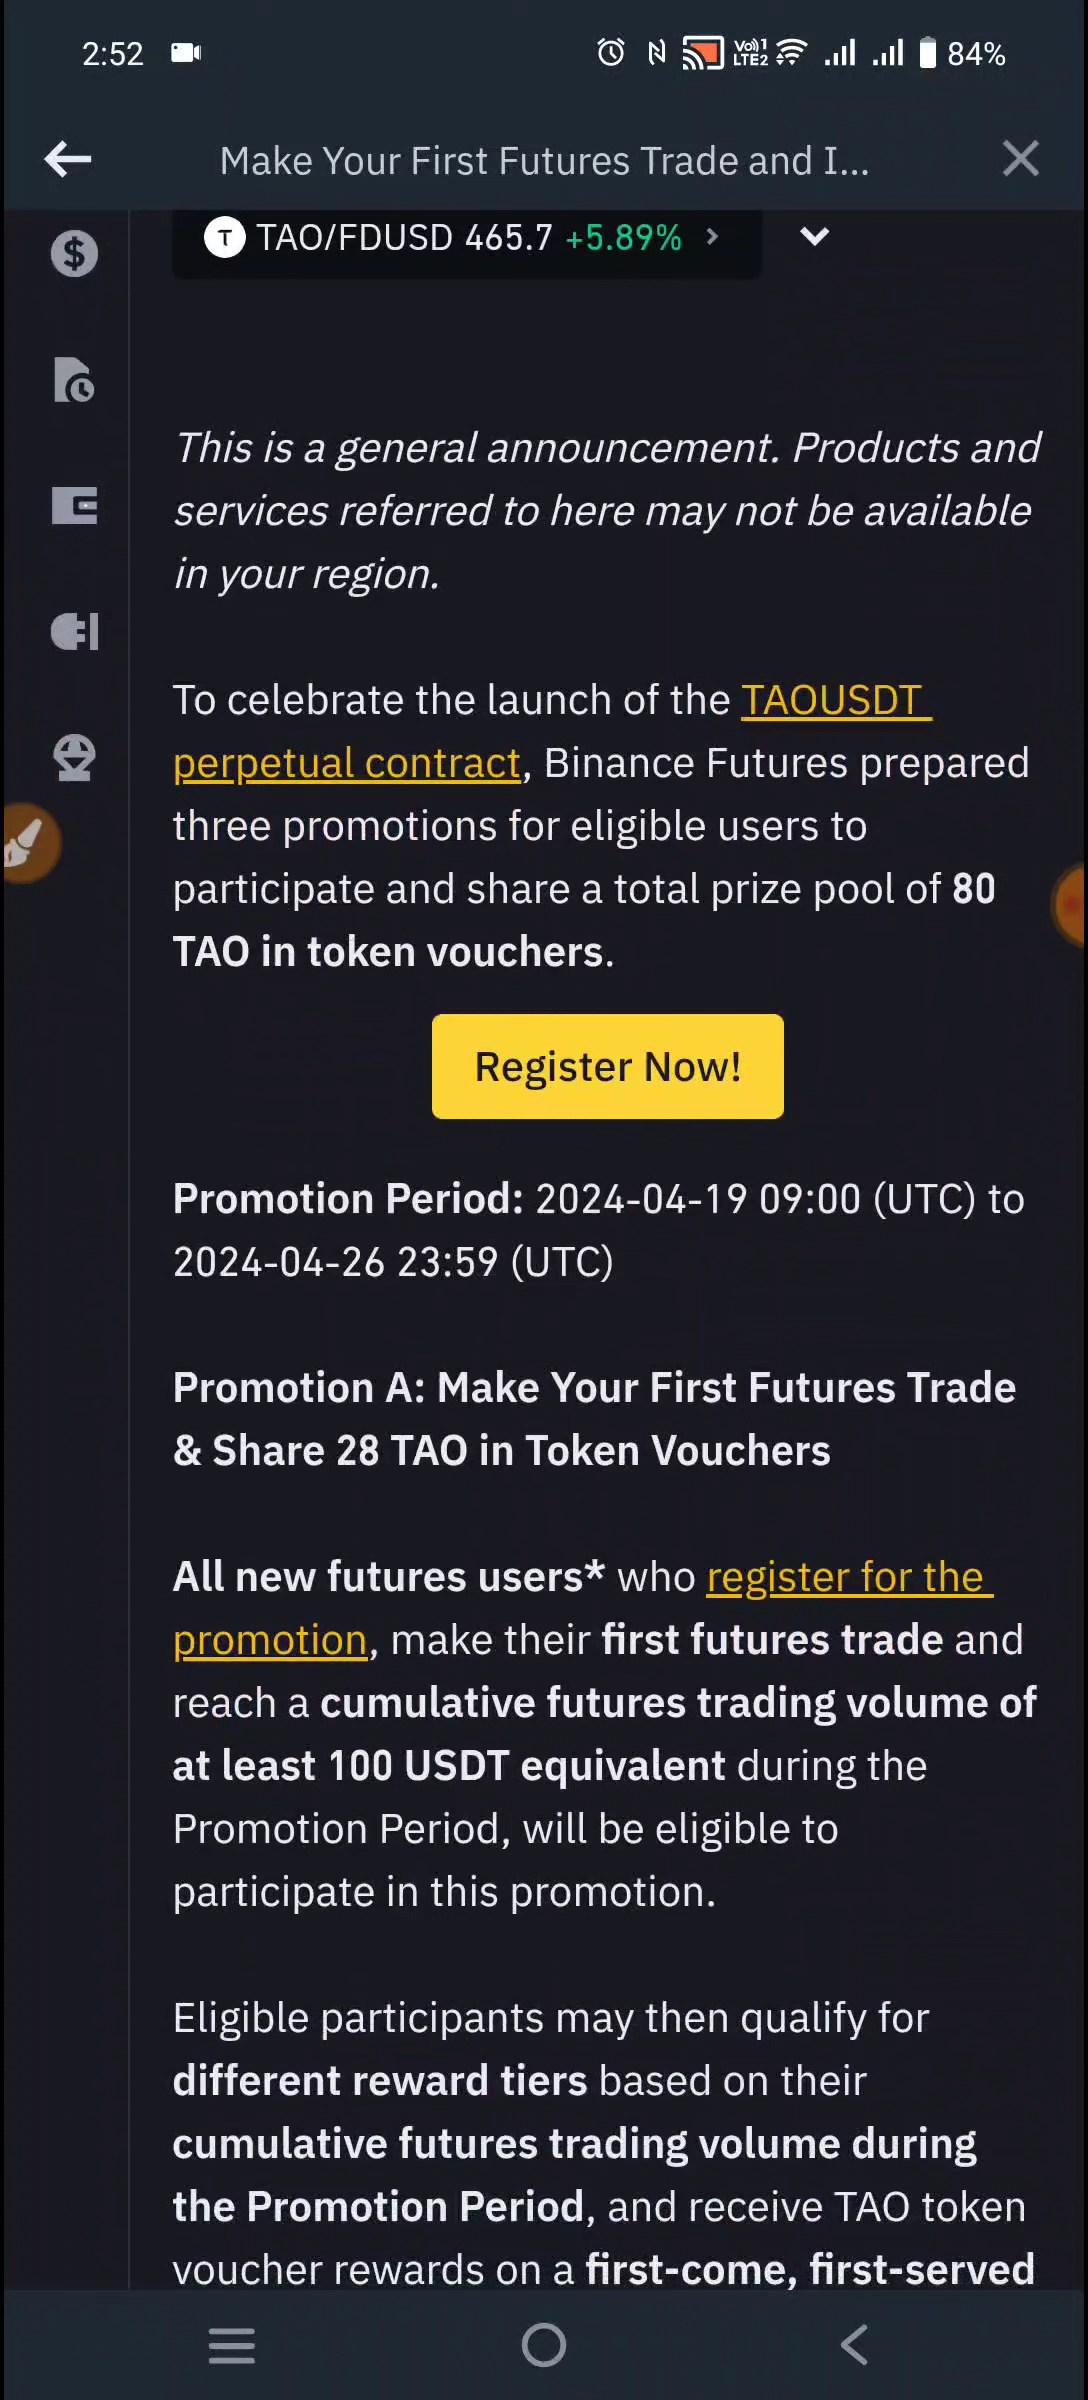 2:52
Vo)) 1
LTE2
84%
Make Your First Futures Trade and I...
TAO/FDUSD 465.7 +5.89%
This is a general announcement. Products and
services referred to here may not be available
in your region.
To celebrate the launch of the TAOUSDT
perpetual contract, Binance Futures prepared
three promotions for eligible users to
participate and share a total prize pool of 80
TAO in token vouchers.
Register Now!
Promotion Period: 2024-04-19 09:00 (UTC) to
2024-04-26 23:59 (UTC)
Promotion A: Make Your First Futures Trade
& Share 28 TAO in Token Vouchers
All new futures users* who register for the
promotion, make their first futures trade and
reach a cumulative futures trading volume of
at least 100 USDT equivalent during the
Promotion Period, will be eligible to
participate in this promotion.
Eligible participants may then qualify for
different reward tiers based on their
cumulative futures trading volume during
the Promotion Period, and receive TAO token
voucher rewards on a first-come, first-served